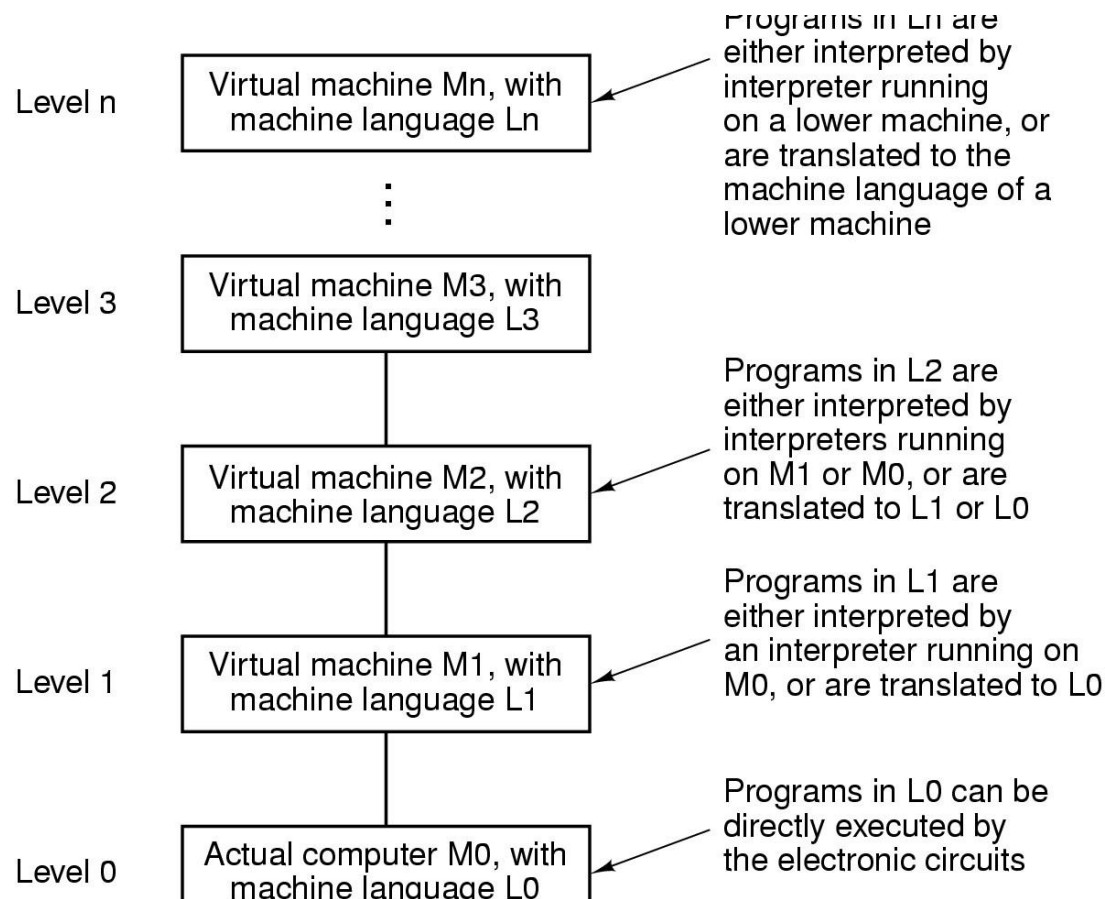 Programs in Ln are
either interpreted by
interpreter running
on a lower machine, or
are translated to the
machine language of a
lower machine
Level n
Virtual machine Mn, with
machine language Ln
Level 3
Virtual machine M3, with
machine language L3
Programs in L2 are
either interpreted by
interpreters running
on M1 or M0, or are
translated to L1 or L0
Level 2
Virtual machine M2, with
machine language L2
Programs in L1 are
either interpreted by
an interpreter running on
M0, or are translated to L0
Level 1
Virtual machine M1, with
machine language L1
Programs in L0 can be
directly executed by
the electronic circuits
Level 0
Actual computer M0, with
machine language L0